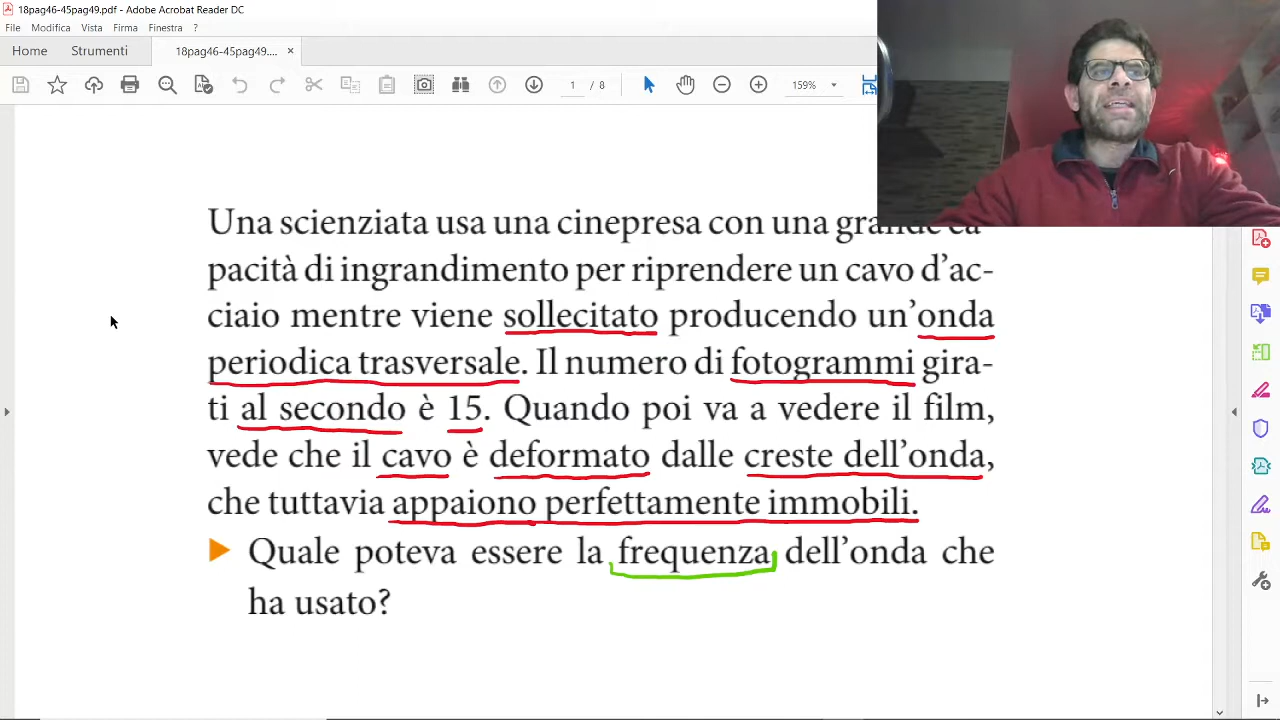 18pag46-45pag49.pdf - Adobe Acrobat Reader DC
File Modifica Vista Firma Finestra ?
Home Strumenti 18pag46-45pag49.... ×
1 / 8 159%
Una scienziata usa una cinepresa con una grande ca-
pacità di ingrandimento per riprendere un cavo d’ac-
ciaio mentre viene sollecitato producendo un’onda
periodica trasversale. Il numero di fotogrammi gira-
ti al secondo è 15. Quando poi va a vedere il film,
vede che il cavo è deformato dalle creste dell’onda,
che tuttavia appaiono perfettamente immobili.
Quale poteva essere la frequenza dell’onda che
ha usato?